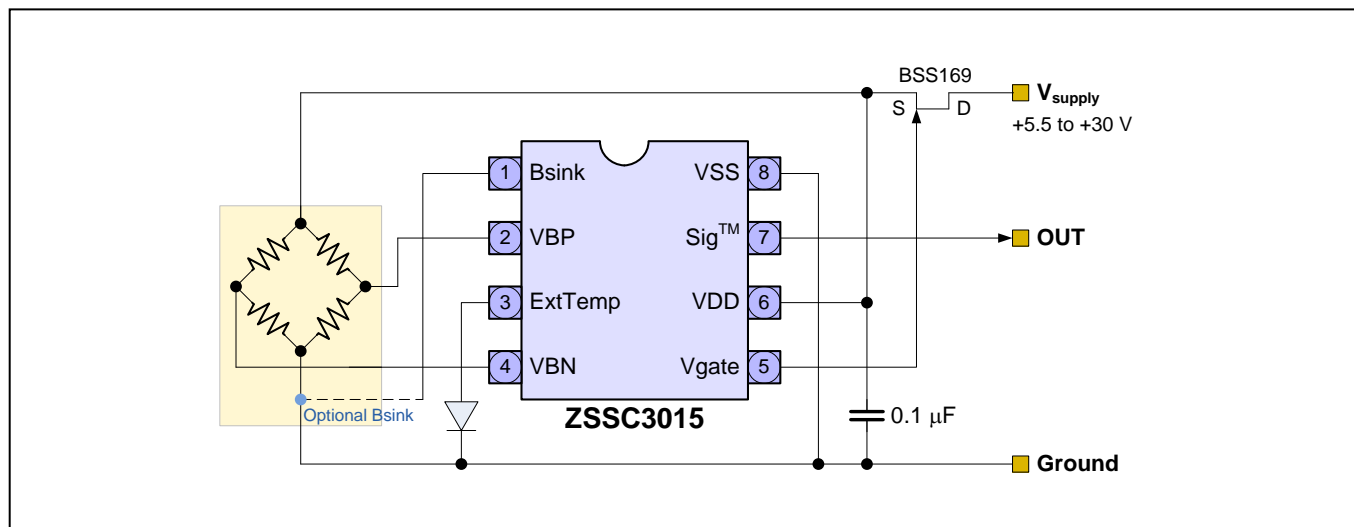 BSS169
S
D
Vsupply
+5.5 to +30 V
1
Bsink
VSS
8
2
VBP
Sig™
7
OUT
3
ExtTemp
VDD
6
4
VBN
Vgate
5
Optional Bsink
ZSSC3015
0.1 μF
Ground